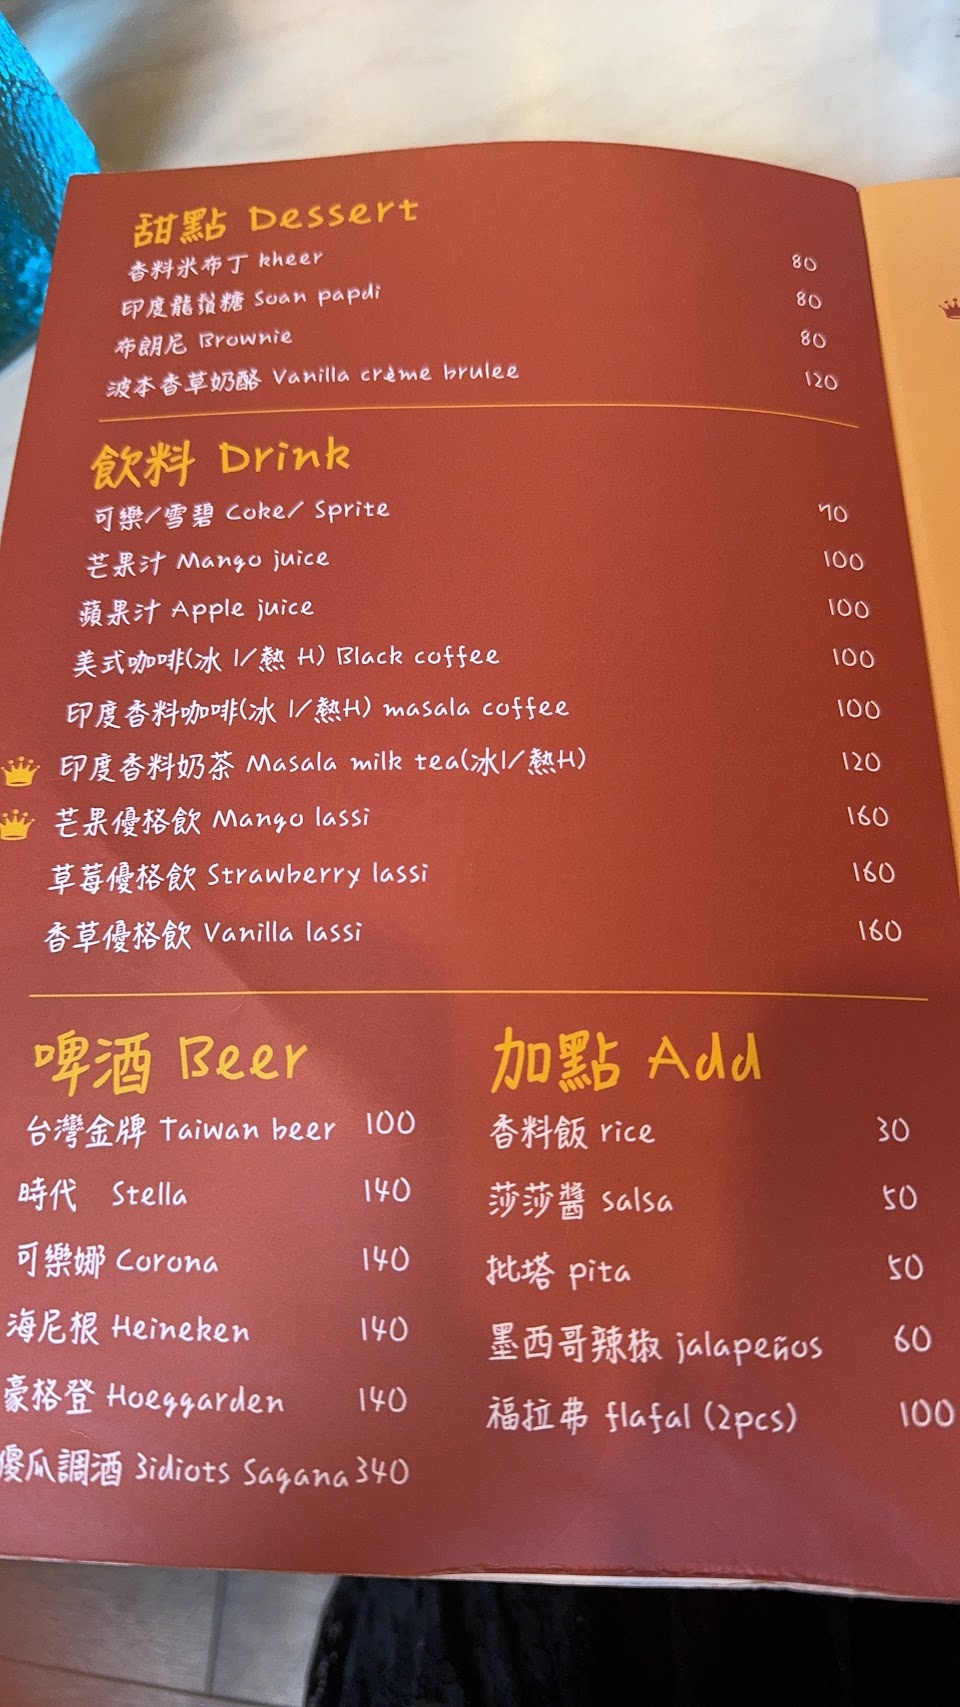 甜點 Dessert
香料米布丁 kheer 80
印度龍鬚糖 Soan papdi 80
布朗尼 Brownie 80
波本香草奶酪 Vanilla crème brulee 120
飲料 Drink
可樂/雪碧 Coke/ Sprite 70
芒果汁 Mango juice 100
蘋果汁 Apple juice 100
美式咖啡(冰 I/熱 H) Black coffee 100
印度香料咖啡(冰 I/熱H) masala coffee 100
印度香料奶茶 Masala milk tea(冰I/熱H) 120
芒果優格飲 Mango lassi 160
草莓優格飲 Strawberry lassi 160
香草優格飲 Vanilla lassi 160
啤酒 Beer
台灣金牌 Taiwan beer 100
時代 Stella 140
可樂娜 Corona 140
海尼根 Heineken 140
豪格登 Hoeggarden 140
傻瓜調酒 3idiots Sagana 340
加點 Add
香料飯 rice 30
莎莎醬 salsa 50
批塔 pita 50
墨西哥辣椒 jalapeños 60
福拉弗 flafal (2pcs) 100